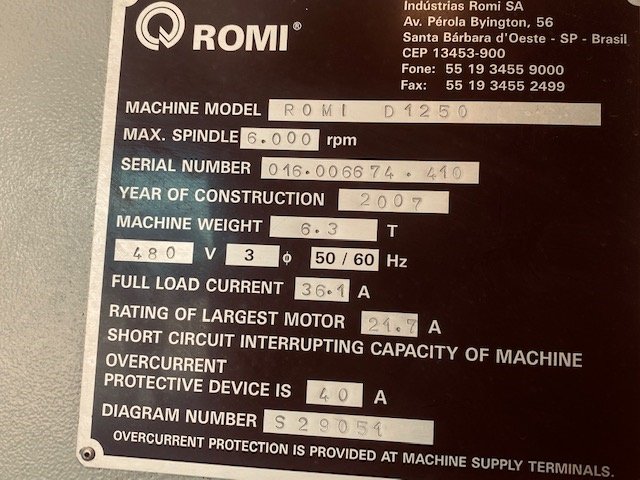 Indústrias Romi SA
Av. Pérola Byington, 56
Santa Bárbara d'Oeste - SP - Brasil
CEP 13453-900
Fone: 55 19 3455 9000
Fax: 55 19 3455 2499
ROMI®
MACHINE MODEL ROMI D1250
MAX. SPINDLE 6.000 rpm
SERIAL NUMBER 016.006674.410
YEAR OF CONSTRUCTION 2007
MACHINE WEIGHT 6.3 T
480 V 3 ϕ 50/60 Hz
FULL LOAD CURRENT 36.1 A
RATING OF LARGEST MOTOR 21.7 A
SHORT CIRCUIT INTERRUPTING CAPACITY OF MACHINE
OVERCURRENT
PROTECTIVE DEVICE IS 40 A
DIAGRAM NUMBER S29051
OVERCURRENT PROTECTION IS PROVIDED AT MACHINE SUPPLY TERMINALS.